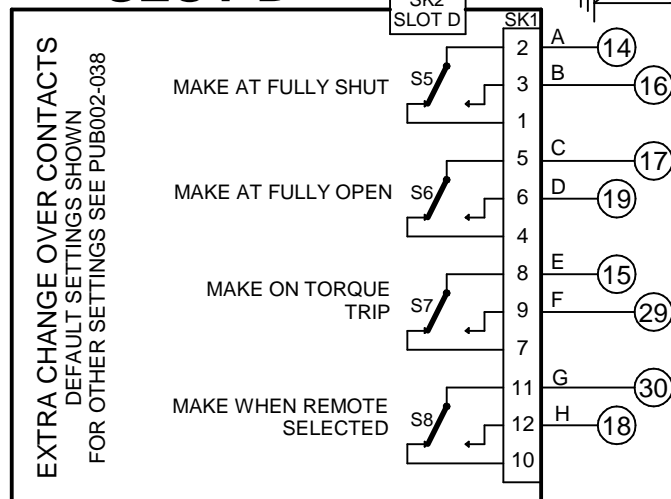 SK2
SLOT D
SK1
EXTRA CHANGE OVER CONTACTS
DEFAULT SETTINGS SHOWN
FOR OTHER SETTINGS SEE PUB002-038
MAKE AT FULLY SHUT
S5
2
A
14
3
B
16
1
MAKE AT FULLY OPEN
S6
5
C
17
6
D
19
4
MAKE ON TORQUE
TRIP
S7
8
E
15
9
F
29
7
MAKE WHEN REMOTE
SELECTED
S8
11
G
30
12
H
18
10